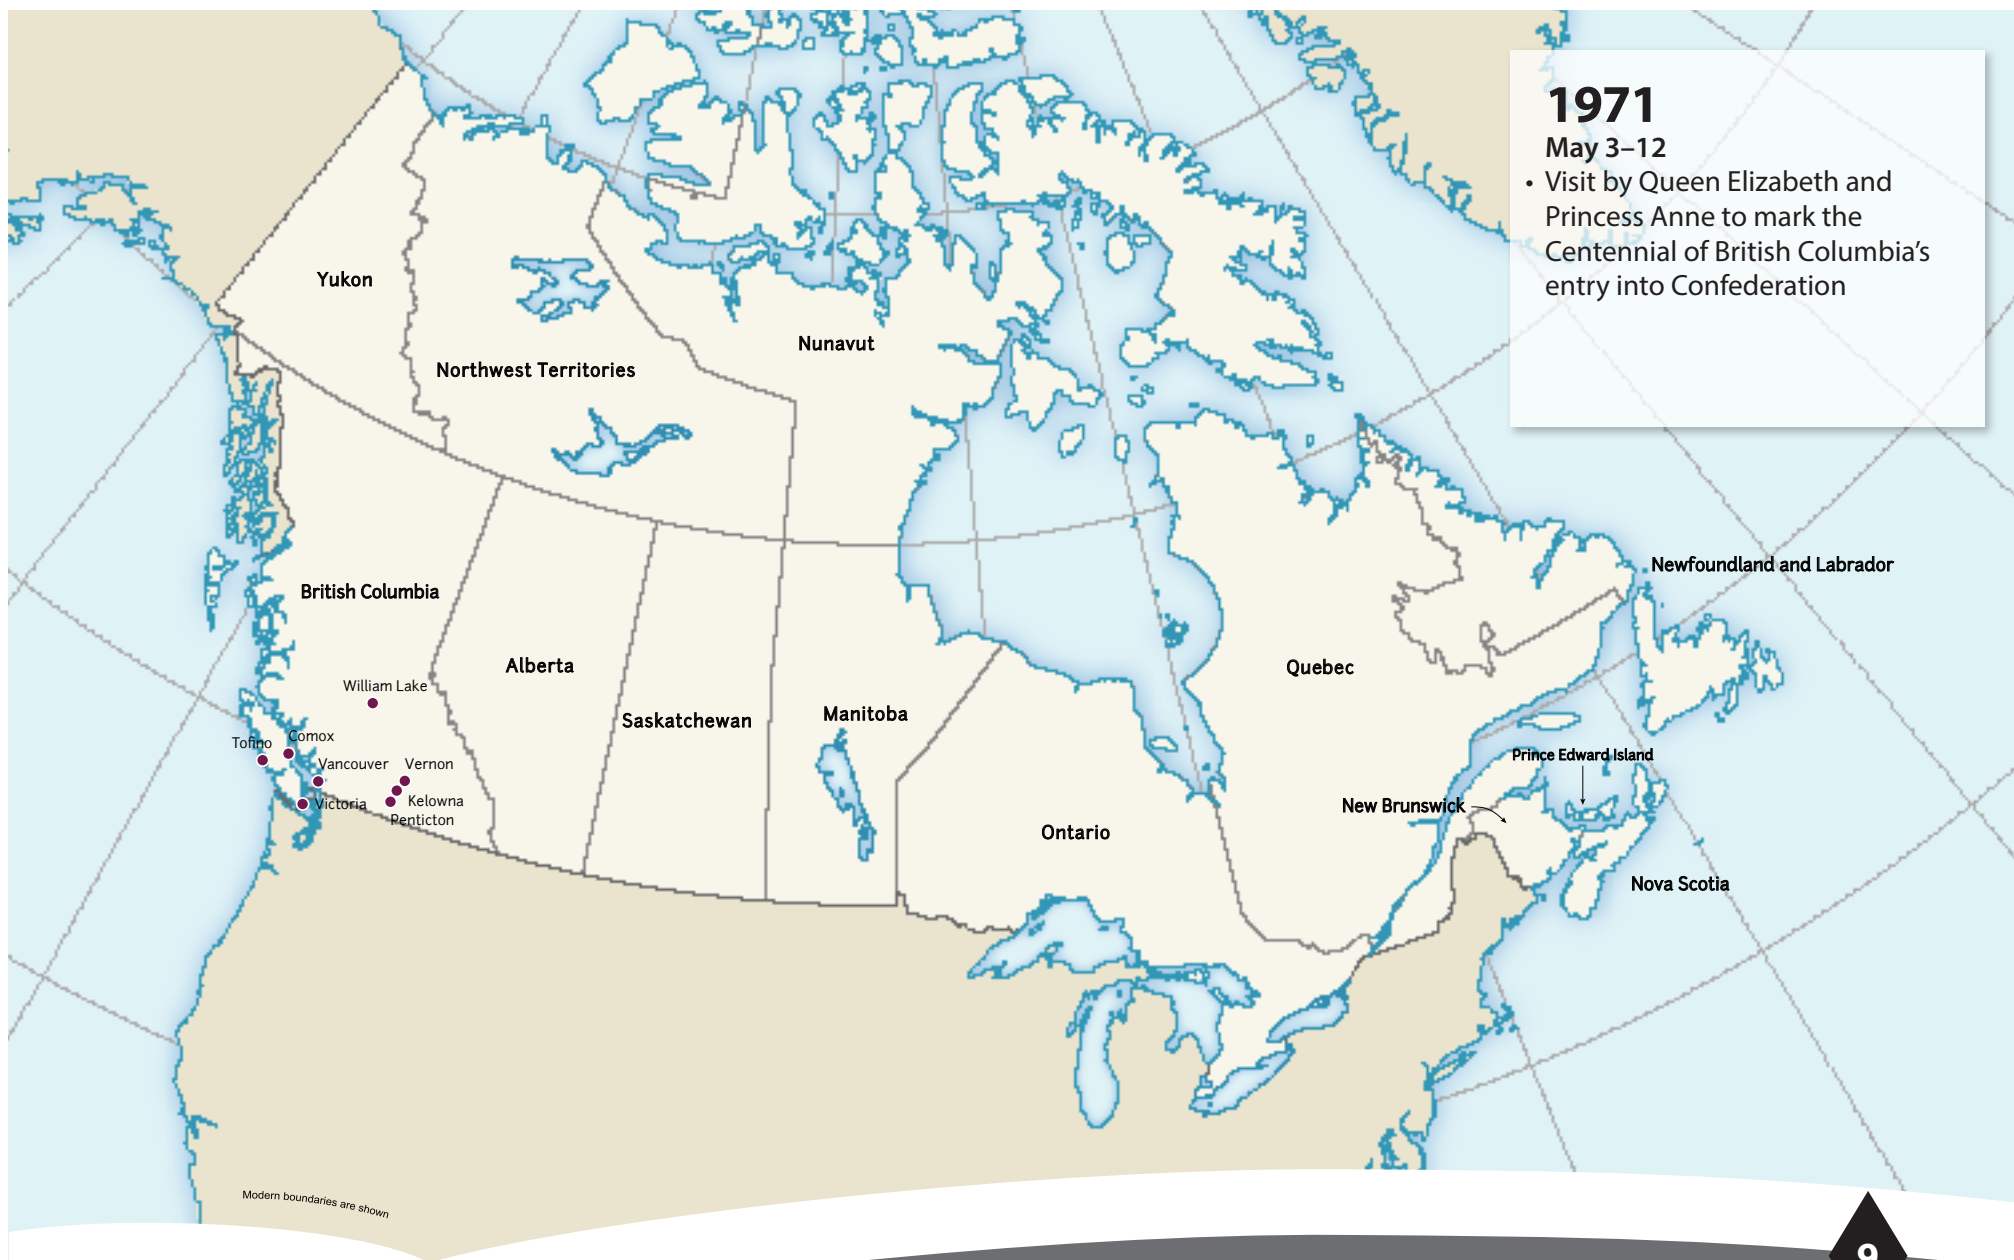 1971
May 3–12
• Visit by Queen Elizabeth and
Princess Anne to mark the
Centennial of British Columbia’s
entry into Confederation
Yukon
Northwest Territories
Nunavut
British Columbia
Alberta
Saskatchewan
Manitoba
Ontario
Quebec
Newfoundland and Labrador
Prince Edward Island
New Brunswick
Nova Scotia
William Lake
Tofino
Comox
Vancouver
Vernon
Victoria
Kelowna
Penticton
Modern boundaries are shown
9